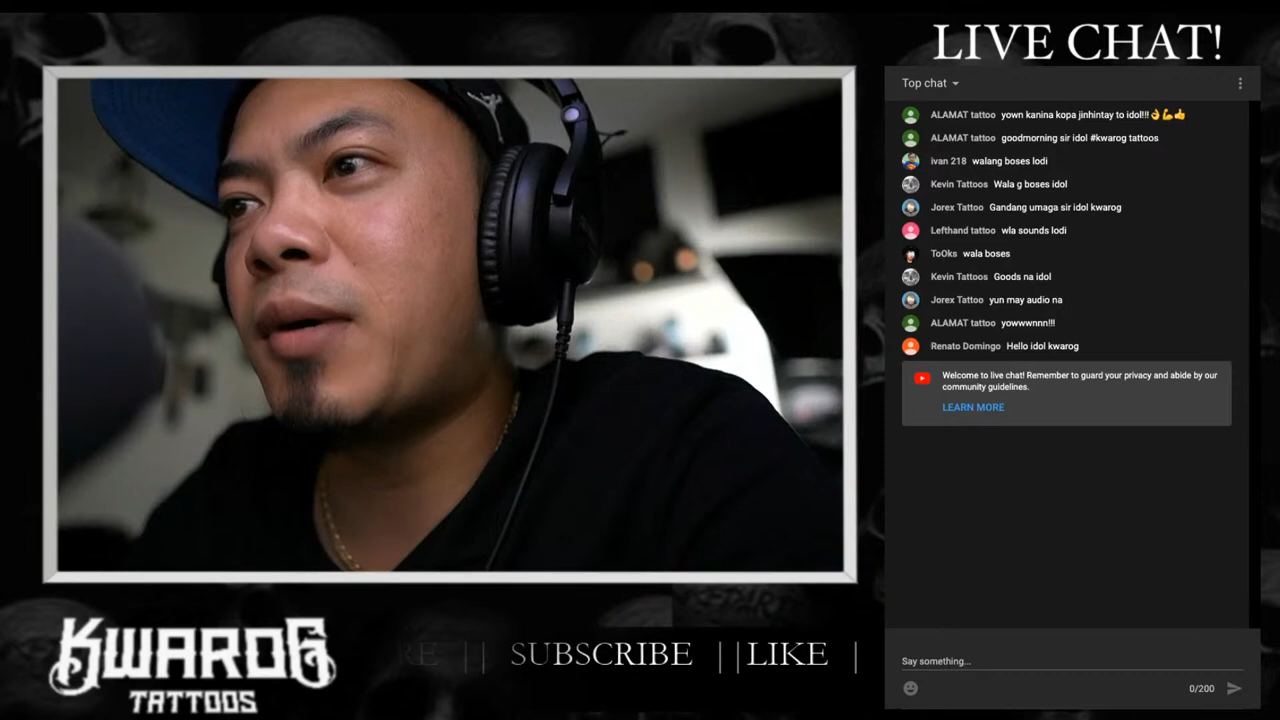 LIVE CHAT!
Top chat
ALAMAT tattoo yown kanina kopa jinhintay to idol!!!👌💪👍
ALAMAT tattoo goodmorning sir idol #kwarog tattoos
ivan 218 walang boses lodi
Kevin Tattoos Wala g boses idol
Jorex Tattoo Gandang umaga sir idol kwarog
Lefthand tattoo wla sounds lodi
ToOks wala boses
Kevin Tattoos Goods na idol
Jorex Tattoo yun may audio na
ALAMAT tattoo yowwwnnn!!!
Renato Domingo Hello idol kwarog
Welcome to live chat! Remember to guard your privacy and abide by our
community guidelines.
LEARN MORE
Say something...
0/200
KWAROG
TATTOOS
RE || SUBSCRIBE || LIKE |